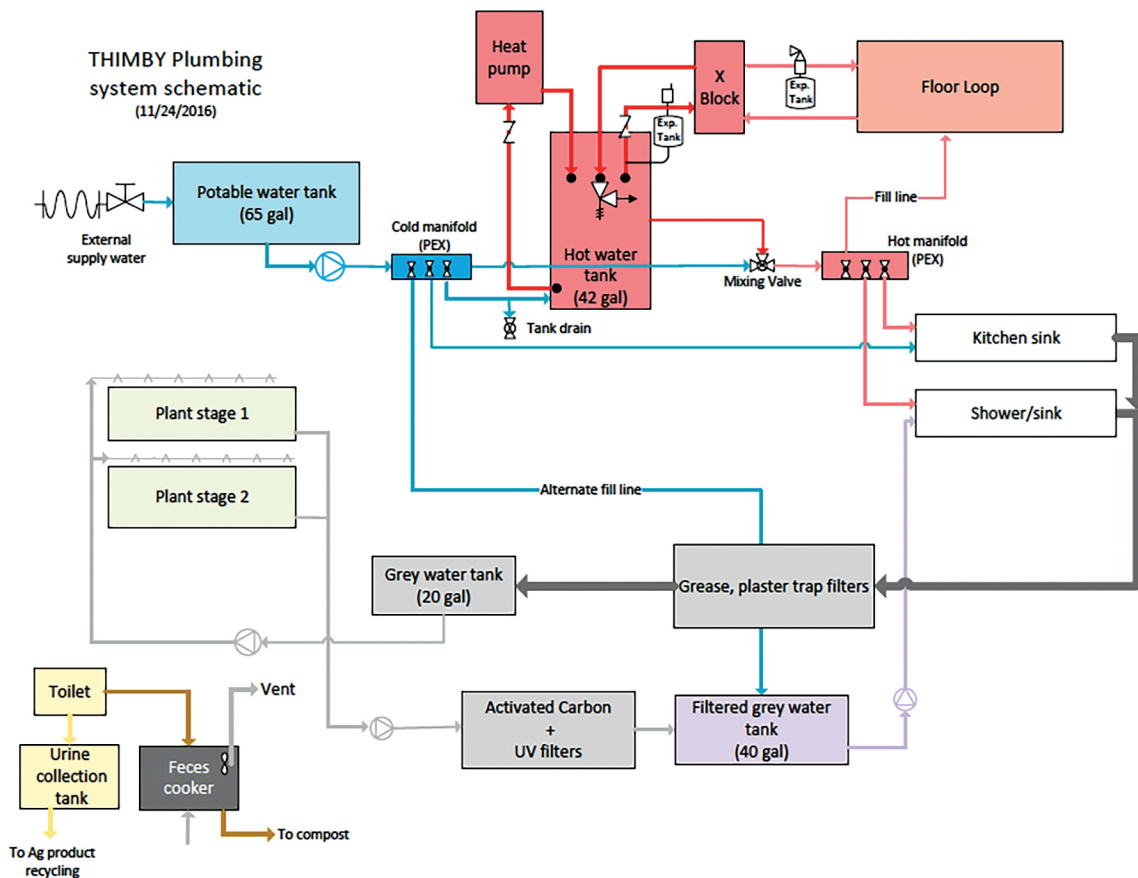 THIMBY Plumbing
system schematic
(11/24/2016)
Heat
pump
X
Block
Exp.
Tank
Floor Loop
Exp.
Tank
Potable water tank
(65 gal)
External
supply water
Cold manifold
(PEX)
Hot water
tank
(42 gal)
Fill line
Hot manifold
(PEX)
Mixing Valve
Tank drain
Kitchen sink
Shower/sink
Plant stage 1
Plant stage 2
Alternate fill line
Grey water tank
(20 gal)
Grease, plaster trap filters
Toilet
Vent
Urine
collection
tank
Feces
cooker
Activated Carbon
+
UV filters
Filtered grey water
tank
(40 gal)
To compost
To Ag product
recycling